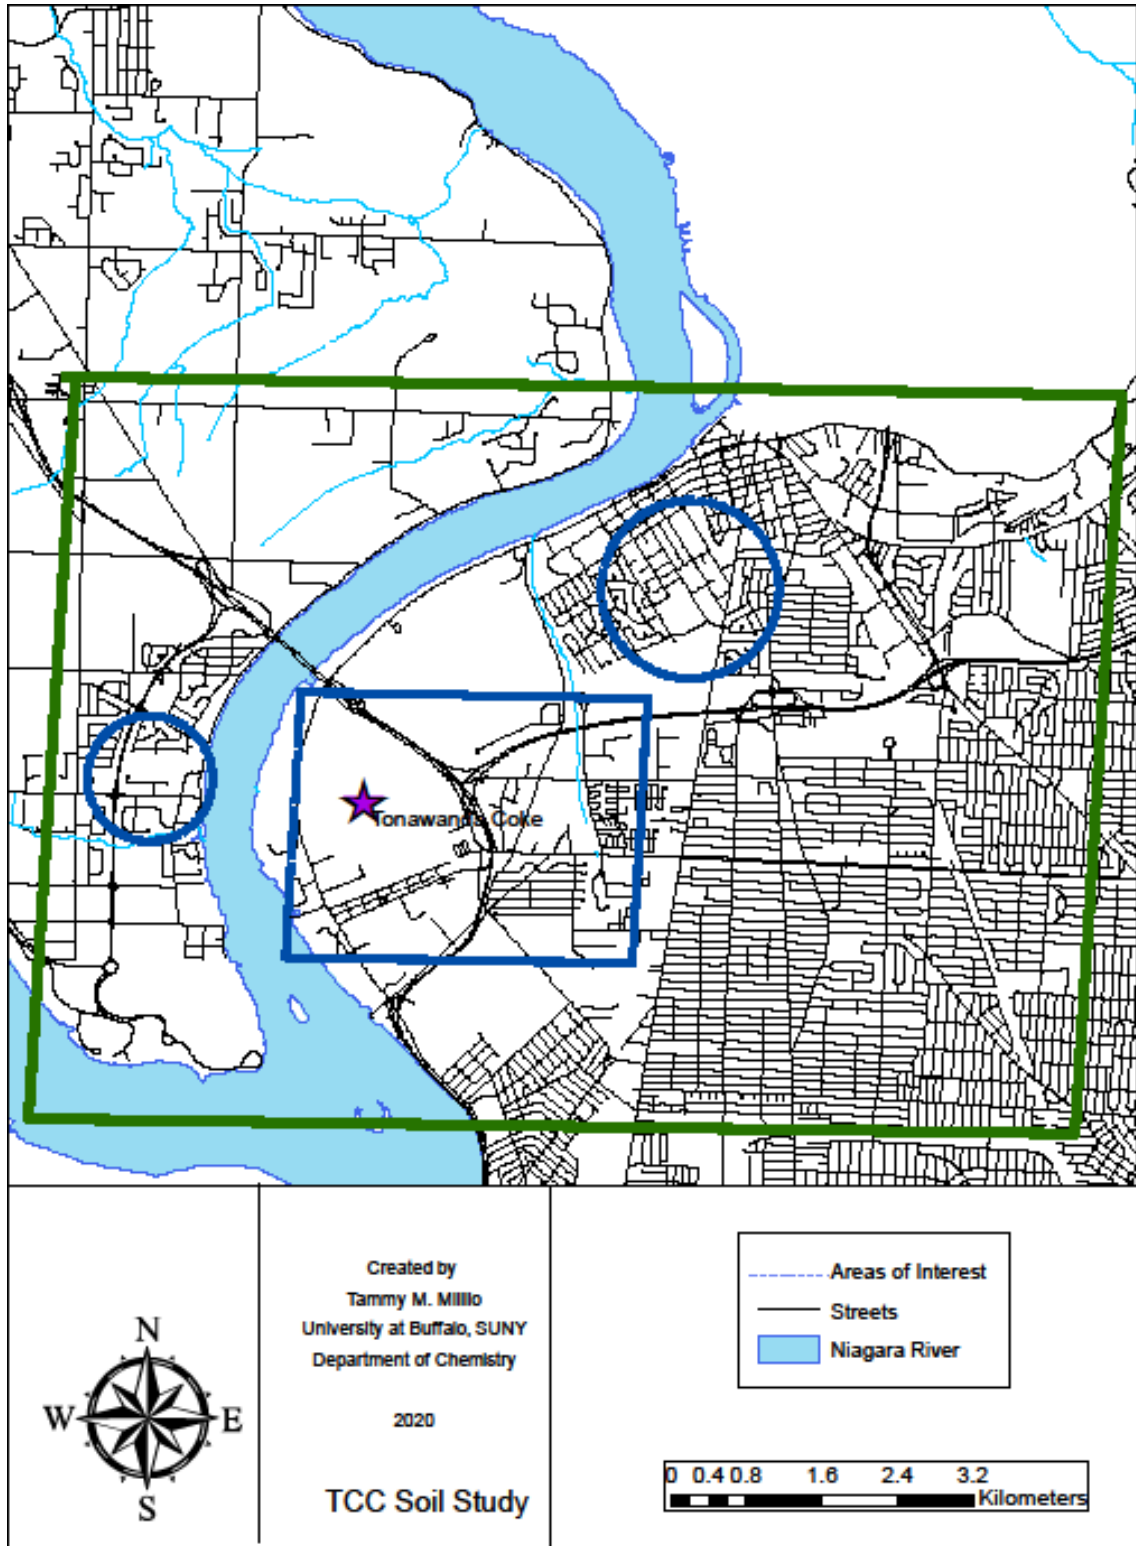 Tonawanda Coke
N
W
E
S
Created by
Tammy M. Milillo
University at Buffalo, SUNY
Department of Chemistry
2020
TCC Soil Study
Areas of Interest
Streets
Niagara River
0 0.4 0.8 1.6 2.4 3.2
Kilometers